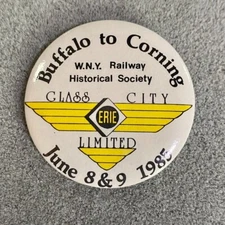 Buffalo to Corning
W.N.Y. Railway
Historical Society
GLASS CITY
ERIE
LIMITED
June 8 & 9 1985